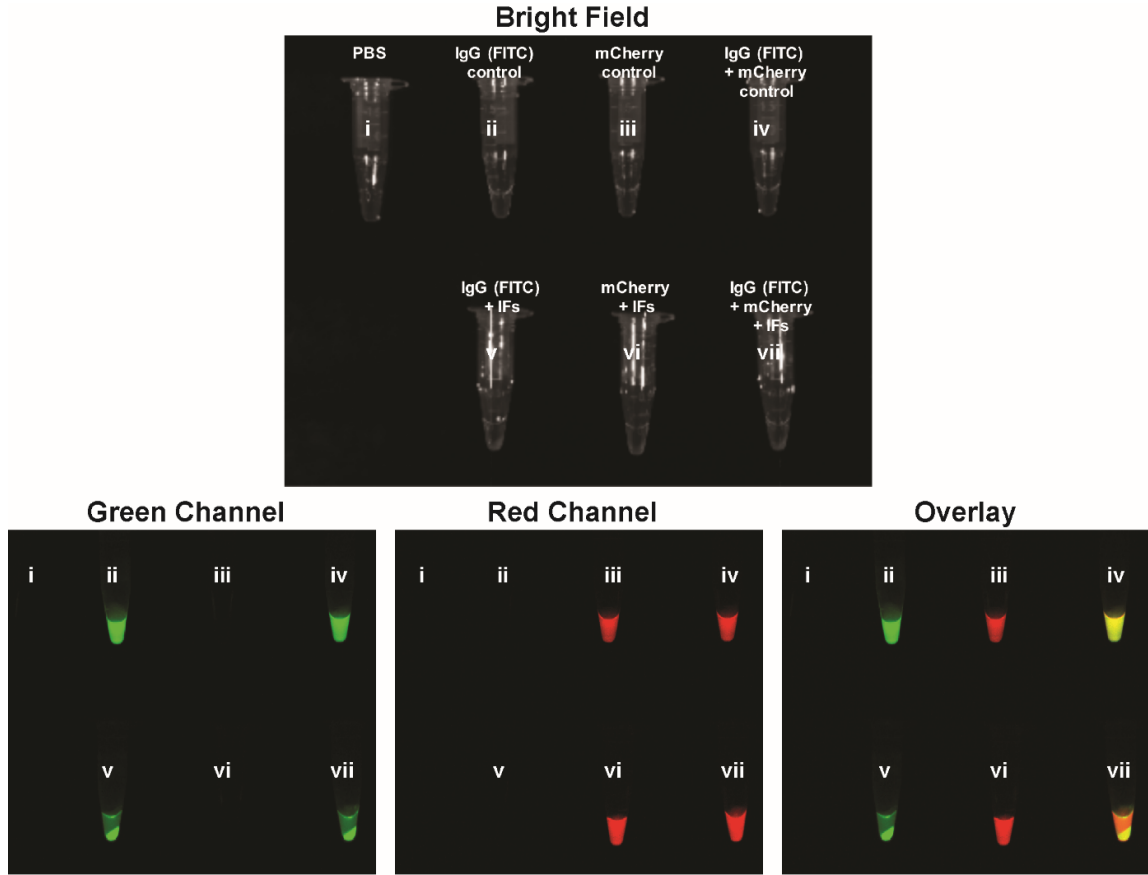 Bright Field
PBS
IgG (FITC)
control
mCherry
control
IgG (FITC)
+ mCherry
control
i
ii
iii
iv
IgG (FITC)
+ IFs
mCherry
+ IFs
IgG (FITC)
+ mCherry
+ IFs
v
vi
vii
Green Channel
i
ii
iii
iv
v
vi
vii
Red Channel
i
ii
iii
iv
v
vi
vii
Overlay
i
ii
iii
iv
v
vi
vii